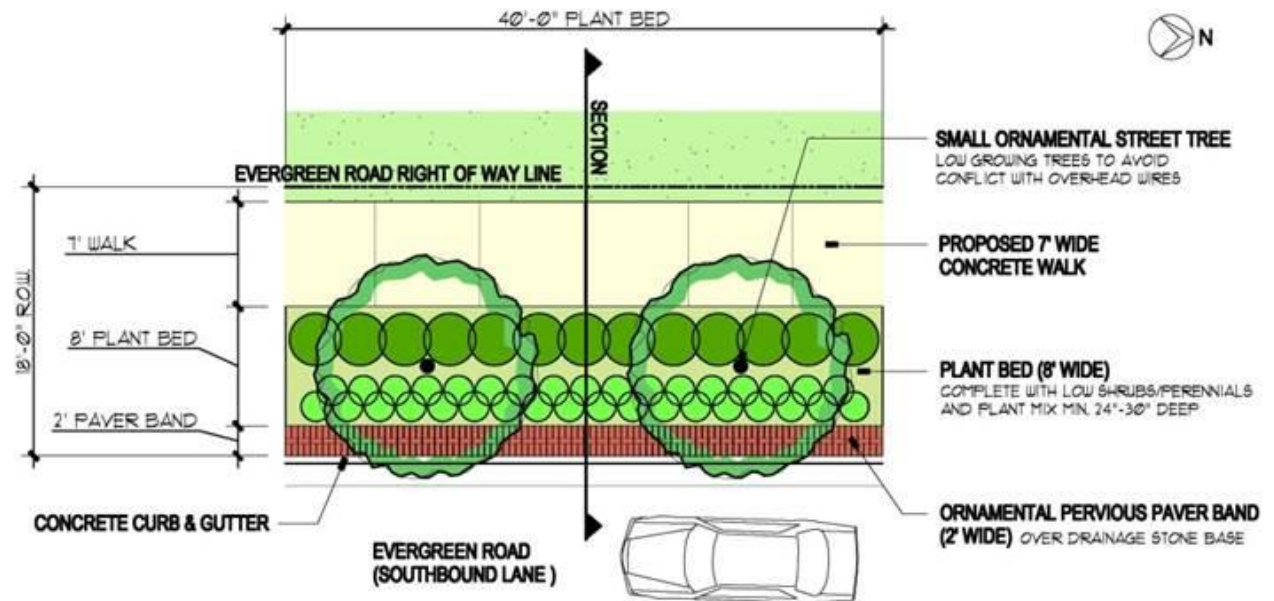 40'-0" PLANT BED
N
SECTION
SMALL ORNAMENTAL STREET TREE
LOW GROWING TREES TO AVOID
CONFLICT WITH OVERHEAD WIRES
EVERGREEN ROAD RIGHT OF WAY LINE
7' WALK
PROPOSED 7' WIDE
CONCRETE WALK
18'-0" R.O.W.
8' PLANT BED
PLANT BED (8' WIDE)
COMPLETE WITH LOW SHRUBS/PERENNIALS
AND PLANT MIX MIN. 24"-30" DEEP
2' PAVER BAND
CONCRETE CURB & GUTTER
ORNAMENTAL PERVIOUS PAVER BAND
(2' WIDE) OVER DRAINAGE STONE BASE
EVERGREEN ROAD
(SOUTHBOUND LANE )